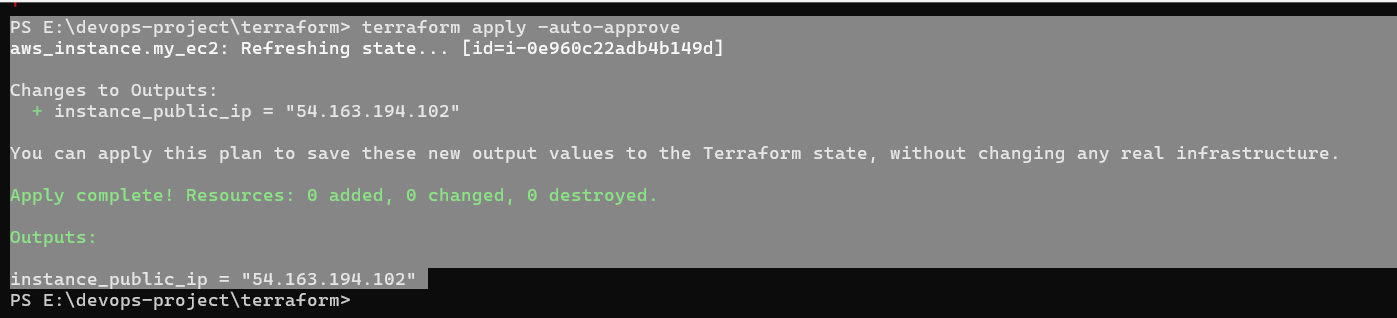 PS E:\devops-project\terraform> terraform apply -auto-approve
aws_instance.my_ec2: Refreshing state... [id=i-0e960c22adb4b149d]
Changes to Outputs:
+ instance_public_ip = "54.163.194.102"
You can apply this plan to save these new output values to the Terraform state, without changing any real infrastructure.
Apply complete! Resources: 0 added, 0 changed, 0 destroyed.
Outputs:
instance_public_ip = "54.163.194.102"
PS E:\devops-project\terraform>